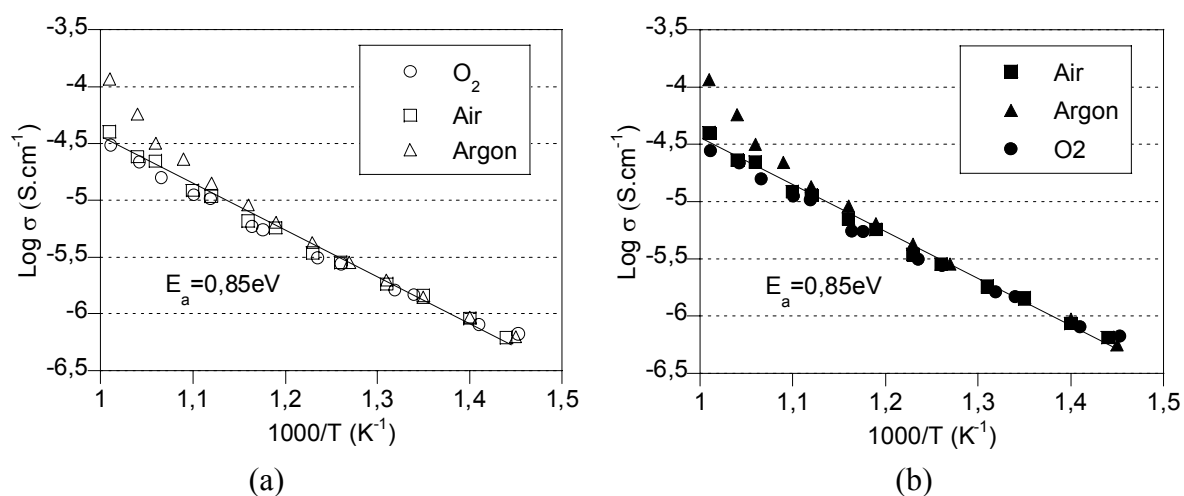 -3,5
-4
-4,5
-5
-5,5
-6
-6,5
Log σ (S.cm⁻¹)
O₂
Air
Argon
Eₐ=0,85eV
1 1,1 1,2 1,3 1,4 1,5
1000/T (K⁻¹)
(a)
-3,5
-4
-4,5
-5
-5,5
-6
-6,5
Log σ (S.cm⁻¹)
Air
Argon
O2
Eₐ=0,85eV
1 1,1 1,2 1,3 1,4 1,5
1000/T (K⁻¹)
(b)